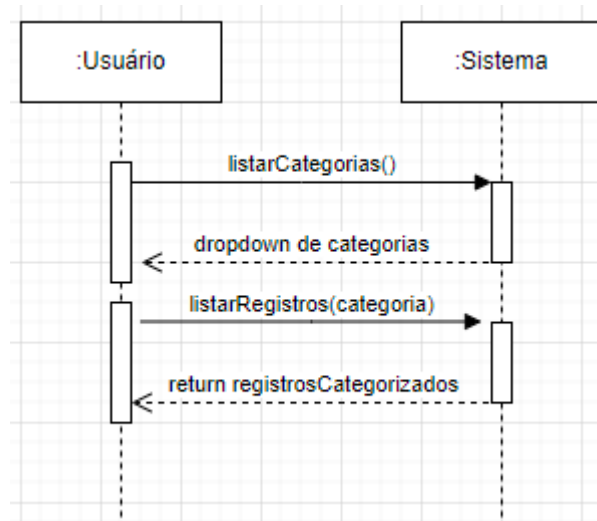 :Usuário
:Sistema
listarCategorias()
dropdown de categorias
listarRegistros(categoria)
return registrosCategorizados